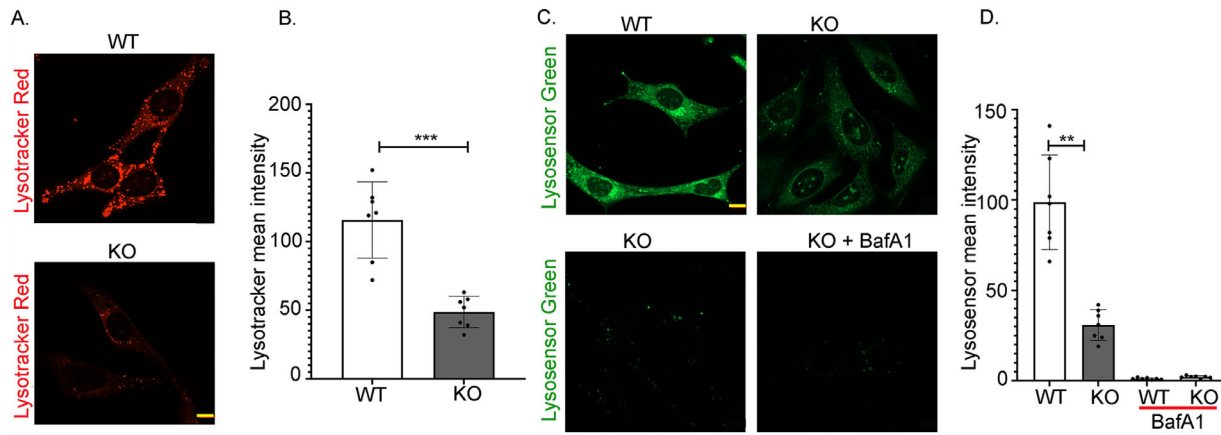 A.
WT
Lysotracker Red
KO
Lysotracker Red
B.
Lysotracker mean intensity
200
150
100
50
0
***
WT
KO
C.
WT
KO
Lysosensor Green
KO
KO + BafA1
Lysosensor Green
D.
Lysosensor mean intensity
150
100
50
0
**
WT
KO
WT
KO
BafA1